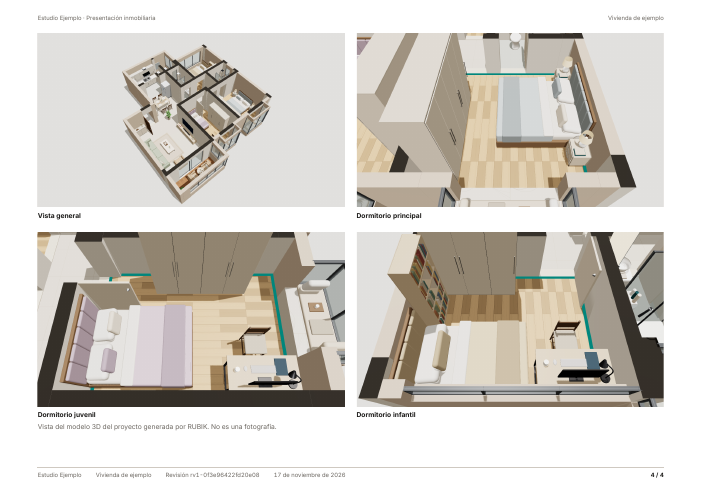 Estudio Ejemplo · Presentación inmobiliaria
Vivienda de ejemplo
Vista general
Dormitorio principal
Dormitorio juvenil
Dormitorio infantil
Vista del modelo 3D del proyecto generada por RUBIK. No es una fotografía.
Estudio Ejemplo Vivienda de ejemplo Revisión rv1-0f3e96422fd20e08 17 de noviembre de 2026 4 / 4